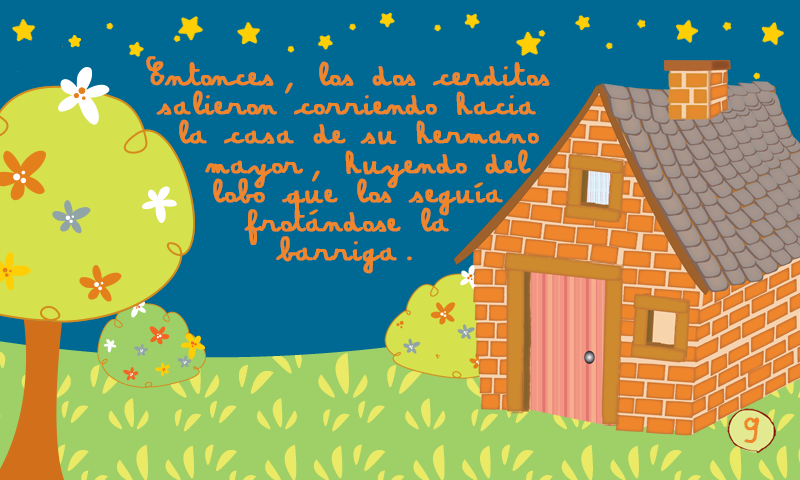 Entonces, los dos cerditos
salieron corriendo hacia
la casa de su hermano
mayor, huyendo del
lobo que los seguía
frotándose la
barriga.
9